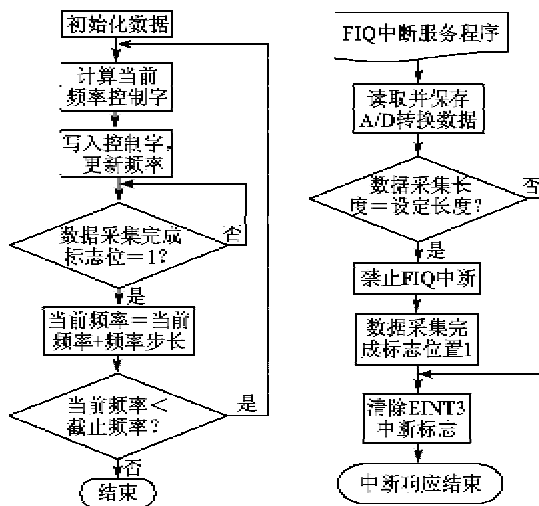 初始化数据
计算当前
频率控制字
写入控制字,
更新频率
数据采集完成
标志位=1?
否
是
当前频率=当前
频率+频率步长
当前频率<
截止频率?
是
否
结束
FIQ中断服务程序
读取并保存
A/D转换数据
数据采集长
度=设定长度?
否
是
禁止FIQ中断
数据采集完
成标志位置1
清除EINT3
中断标志
中断响应结束